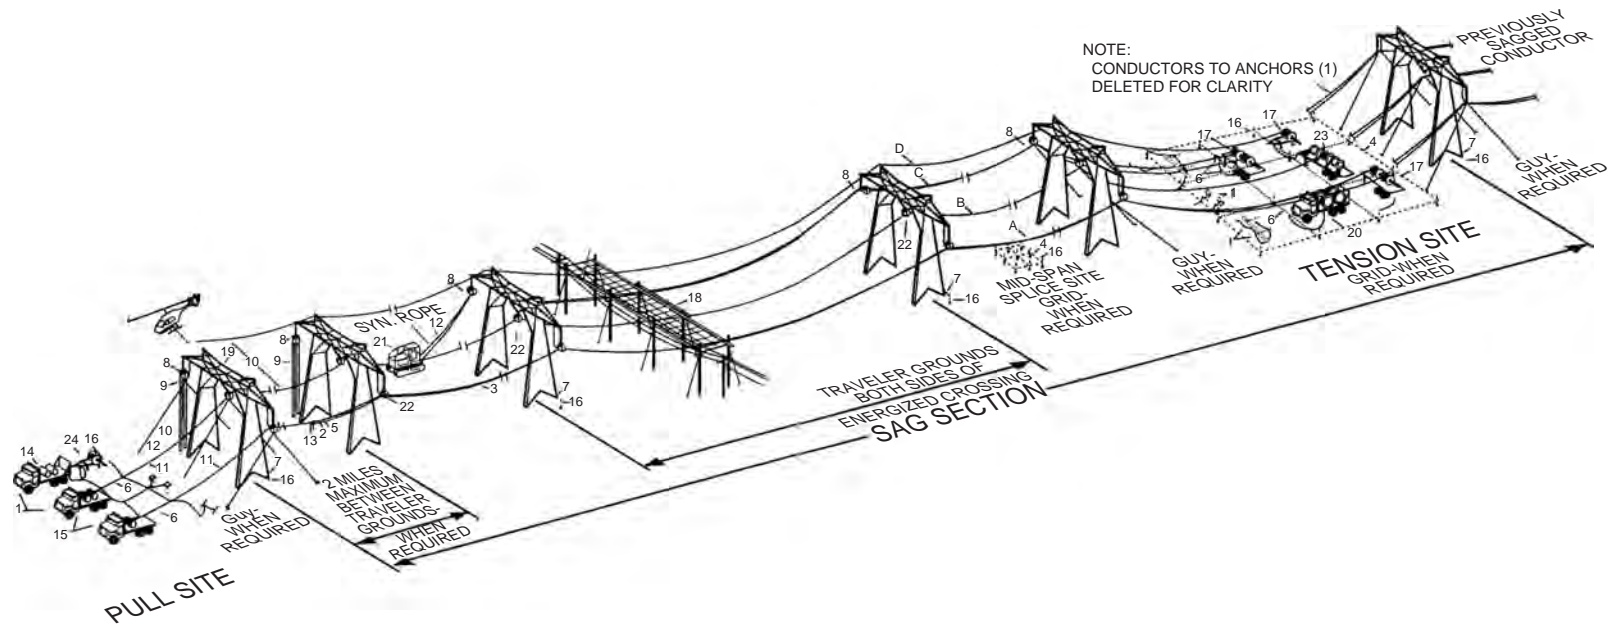 PREVIOUSLY
SAGGED
CONDUCTOR
NOTE:
CONDUCTORS TO ANCHORS (1)
DELETED FOR CLARITY
17
16
17
23
4
7
16
17
GUY-
WHEN
REQUIRED
8
D
C
8
B
A
22
6
1
6
20
4
16
MID-SPAN
SPLICE SITE
GRID-
WHEN
REQUIRED
GUY-
WHEN
REQUIRED
TENSION SITE
GRID-WHEN
REQUIRED
7
16
18
8
SYN. ROPE
12
21
22
3
7
16
8
9
22
19
10
8
9
13
2
5
10
12
11
11
7
16
14
24
16
6
6
1
15
GUY-
WHEN
REQUIRED
2 MILES
MAXIMUM
BETWEEN
TRAVELER
GROUNDS-
WHEN
REQUIRED
TRAVELER GROUNDS
BOTH SIDES OF
ENERGIZED CROSSING
SAG SECTION
PULL SITE